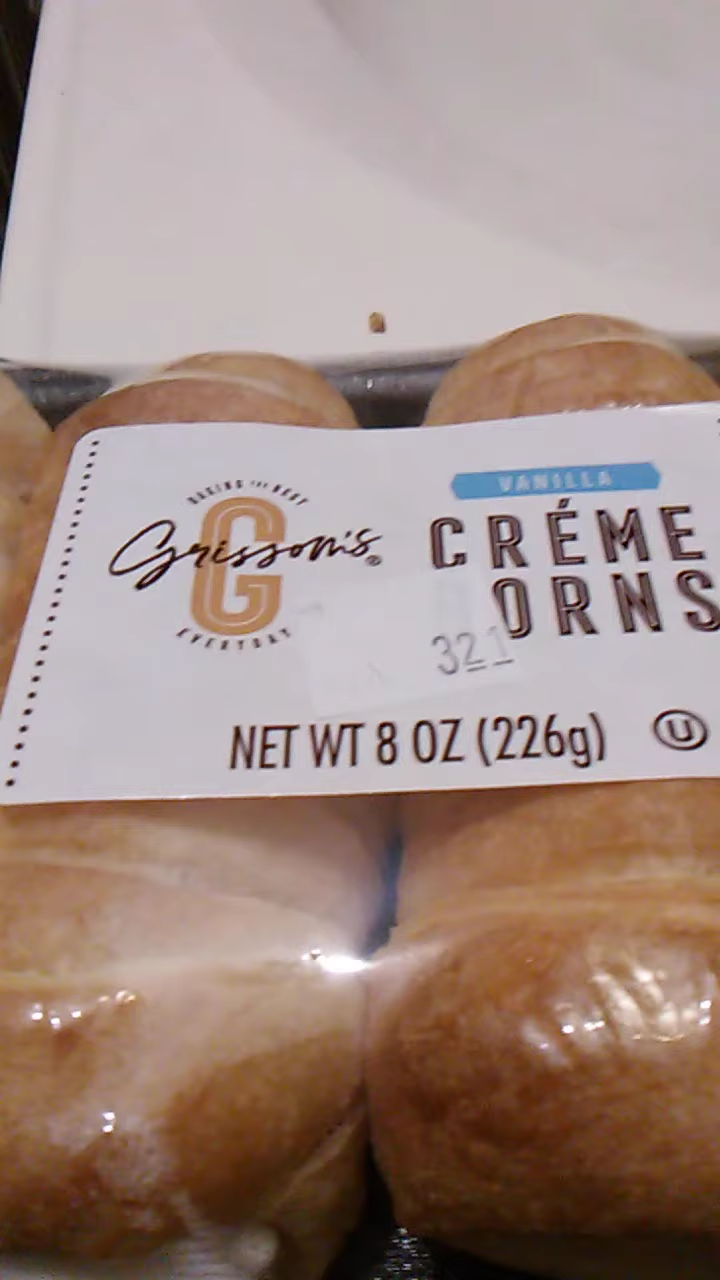 BAKING THE BEST
Grissom's®
G
EVERYDAY
VANILLA
CRÉME
ORNS
321
NET WT 8 OZ (226g)
U